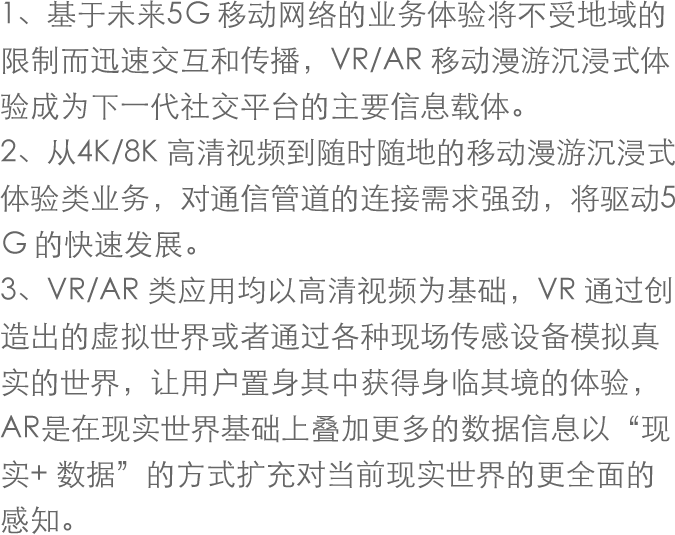 1、基于未来5G 移动网络的业务体验将不受地域的
限制而迅速交互和传播，VR/AR 移动漫游沉浸式体
验成为下一代社交平台的主要信息载体。
2、从4K/8K 高清视频到随时随地的移动漫游沉浸式
体验类业务，对通信管道的连接需求强劲，将驱动5
G 的快速发展。
3、VR/AR 类应用均以高清视频为基础，VR 通过创
造出的虚拟世界或者通过各种现场传感设备模拟真
实的世界，让用户置身其中获得身临其境的体验，
AR是在现实世界基础上叠加更多的数据信息以“现
实+ 数据”的方式扩充对当前现实世界的更全面的
感知。